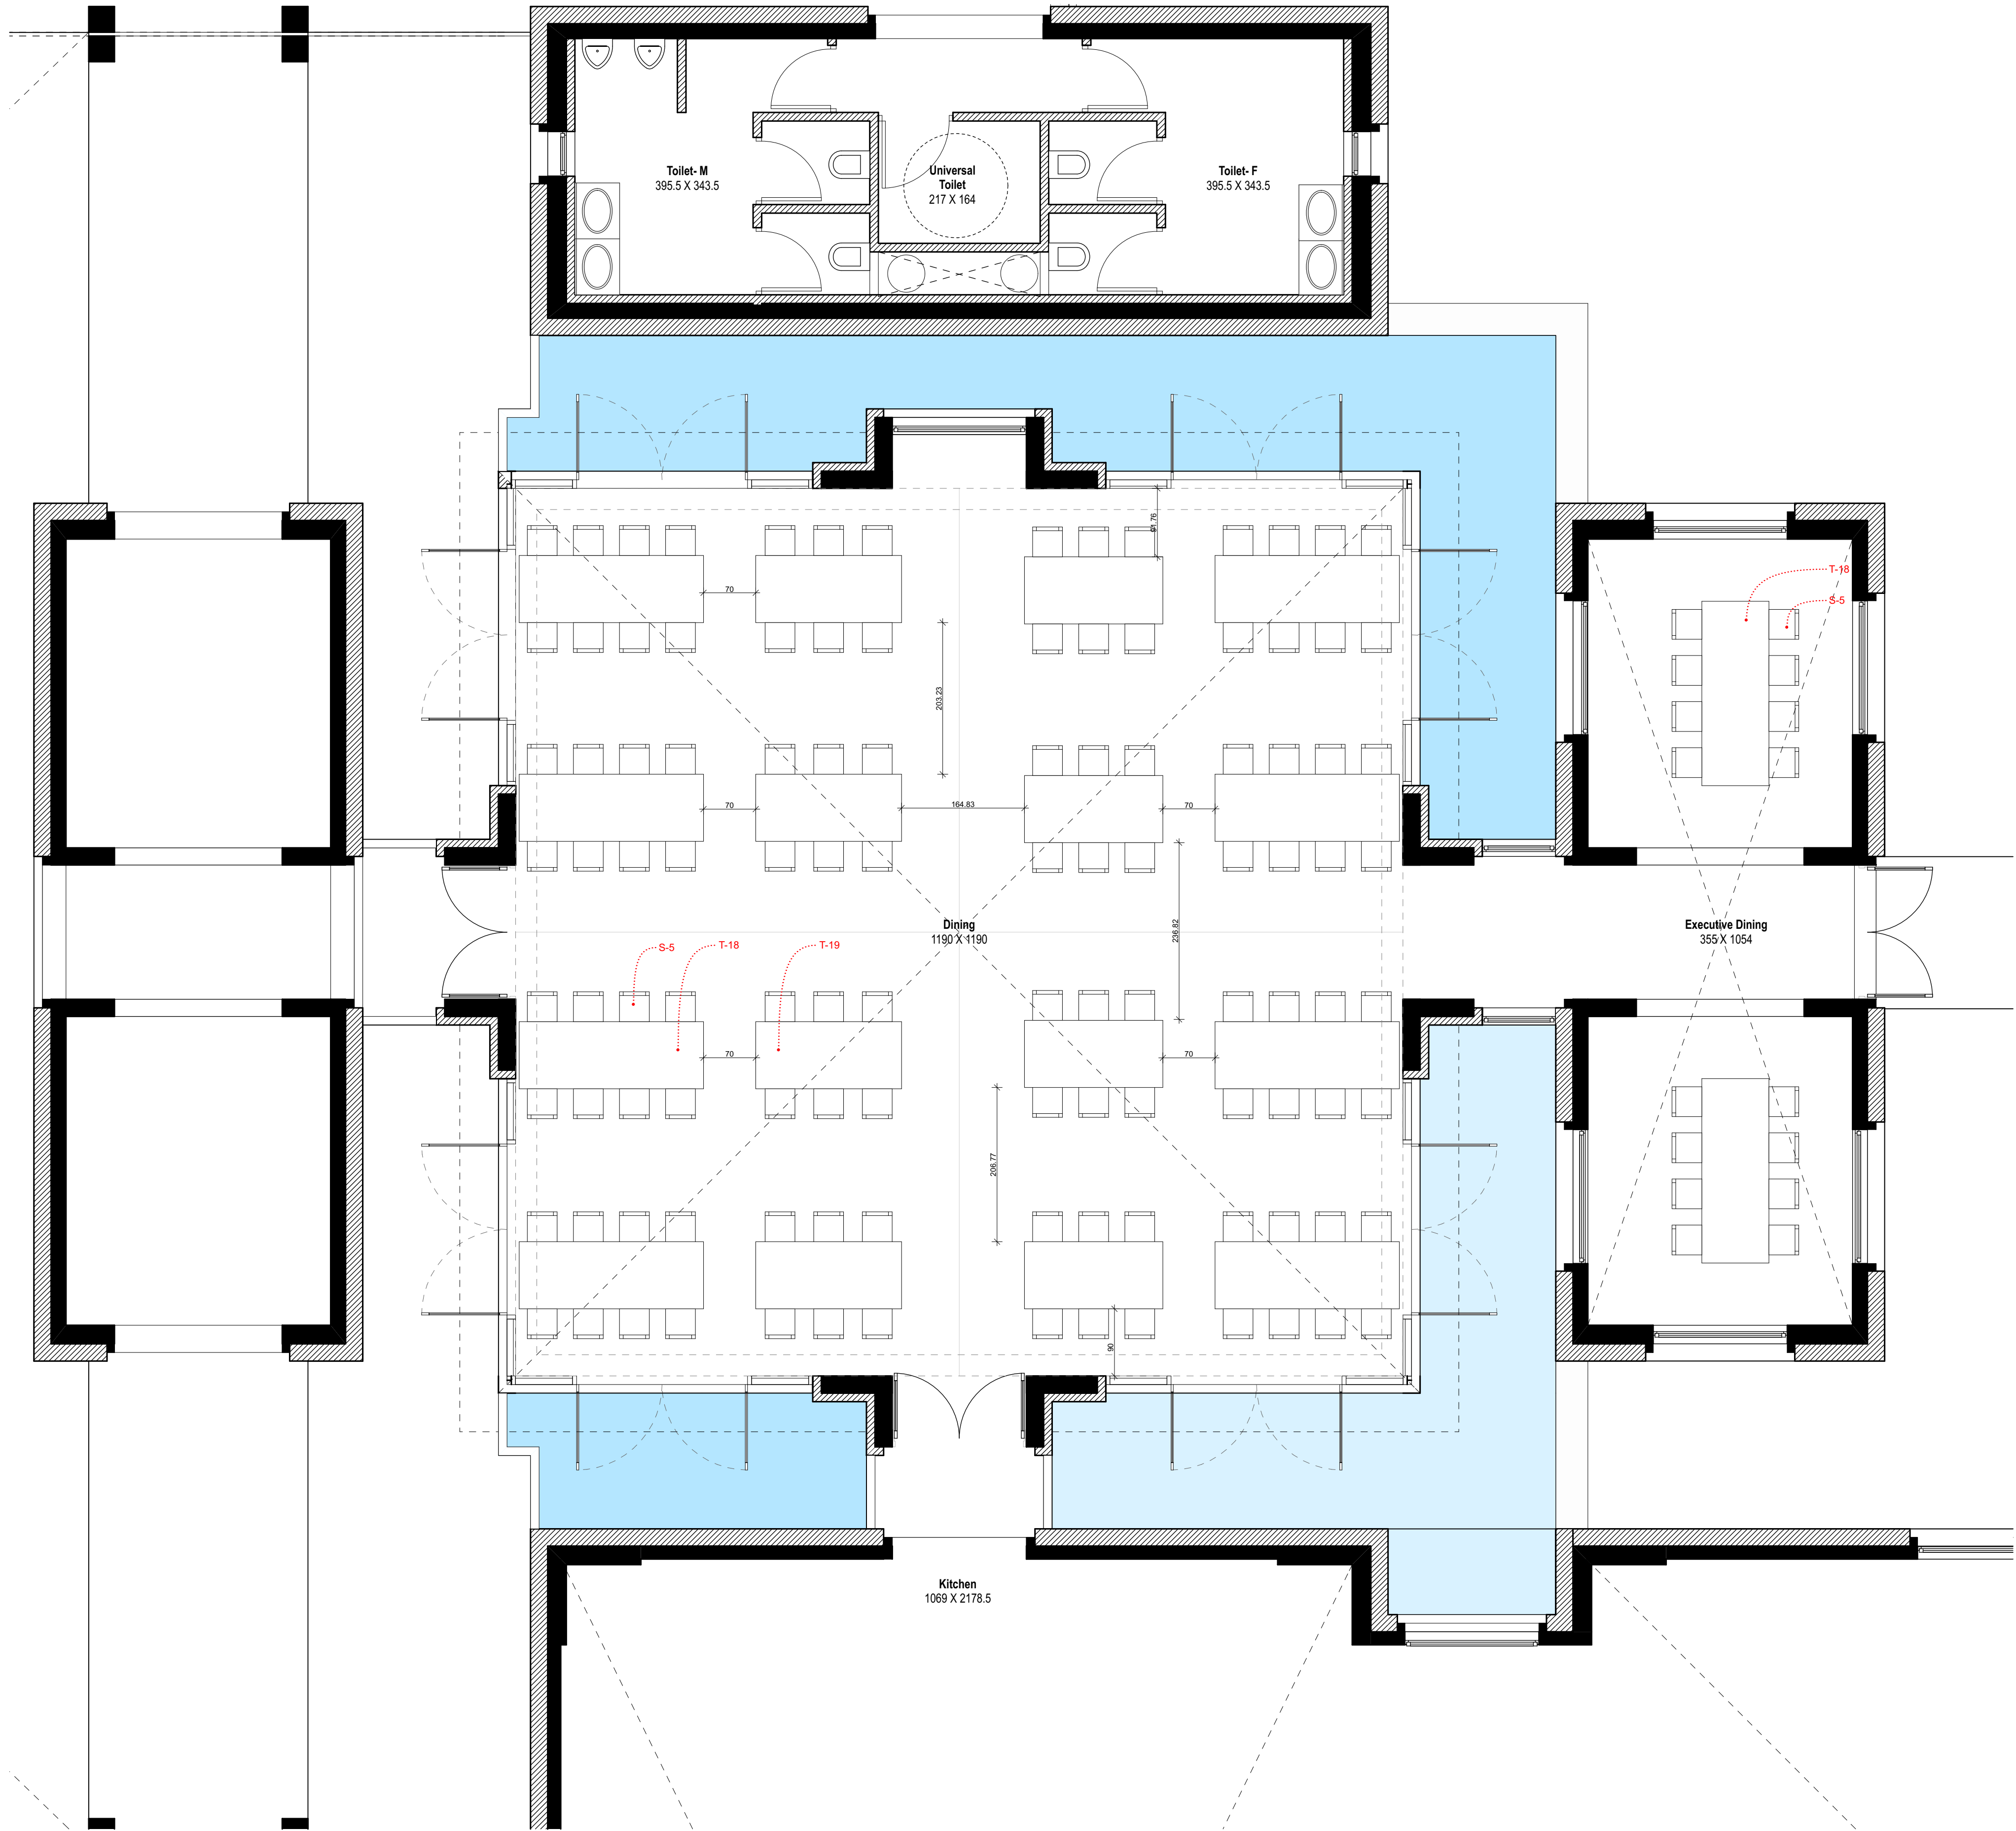 Toilet- M
395.5 X 343.5
Universal
Toilet
217 X 164
Toilet- F
395.5 X 343.5
91.76
T-18
70
S-5
203.23
70
164.83
70
Dining
1190 X 1190
236.82
Executive Dining
355 X 1054
S-5
T-18
T-19
70
70
206.77
90
Kitchen
1069 X 2178.5